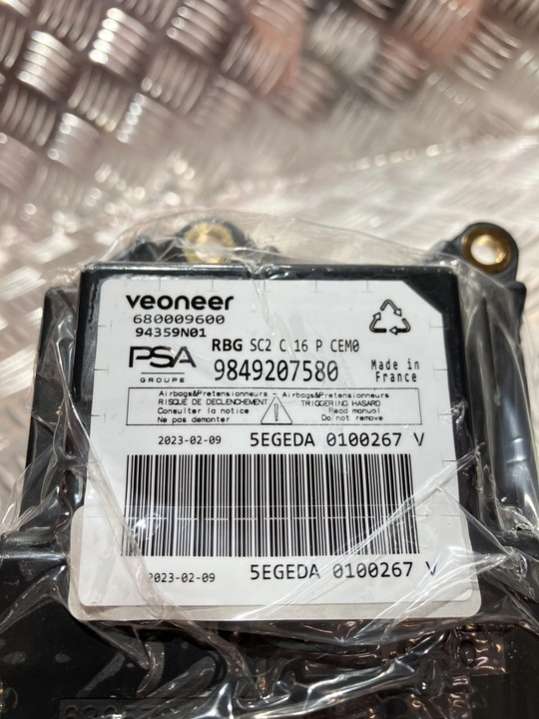 veoneer
680009600
94359N01
RBG SC2 C 16 P CEM0
PSA
GROUPE
9849207580
Made in
France
Airbags&Pretensionneurs - Airbags&Pretensioners
RISQUE DE DECLENCHEMENT
TRIGGERING HASARD
Consulter la notice
Read manual
Ne pas demonter
Do not remove
2023-02-09
5EGEDA 0100267 V
2023-02-09
5EGEDA 0100267 V